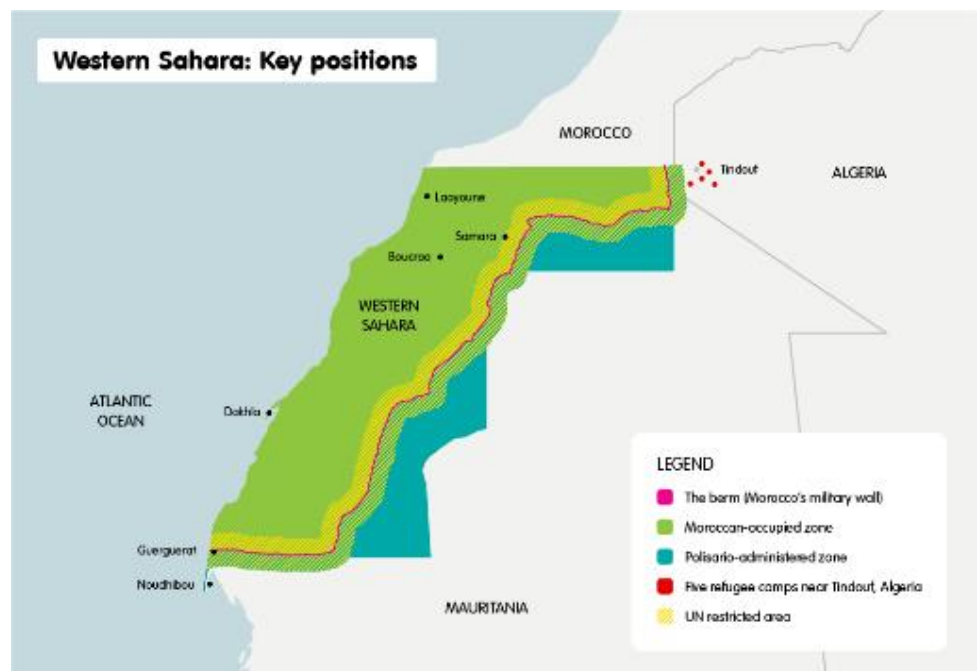 Western Sahara: Key positions
MOROCCO
Tindouf
ALGERIA
Laayoune
Samara
Boucraa
WESTERN
SAHARA
ATLANTIC
OCEAN
Dakhla
LEGEND
The berm (Morocco's military wall)
Moroccan-occupied zone
Polisario-administered zone
Five refugee camps near Tindouf, Algeria
UN restricted area
Guerguerat
Noudhibou
MAURITANIA